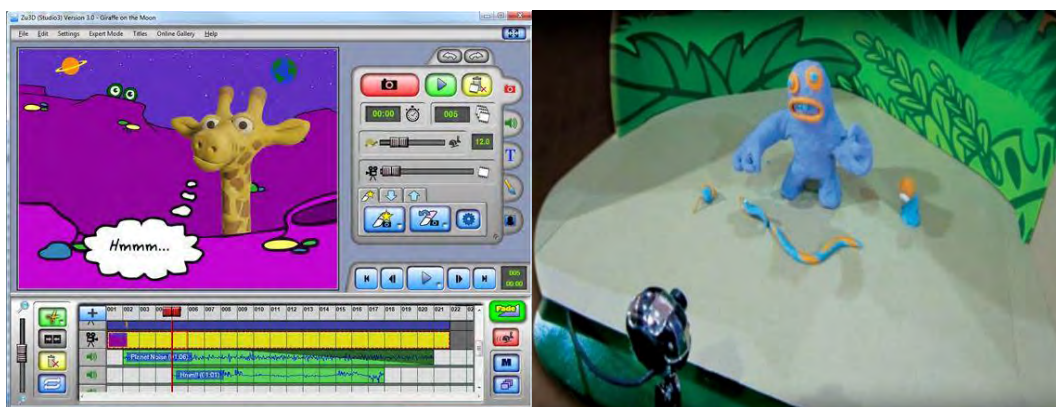 Zu3D (Studio3) Version 3.0 - Giraffe on the Moon
File Edit Settings Expert Mode Titles Online Gallery Help
00:00 005
12.0
T
Hmmm...
005
00:00
001 002 003 006 007 008 009 010 011 012 013 014 015 016 017 018 019 020 021 022
Fade!
Planet Noise (01:06)
M